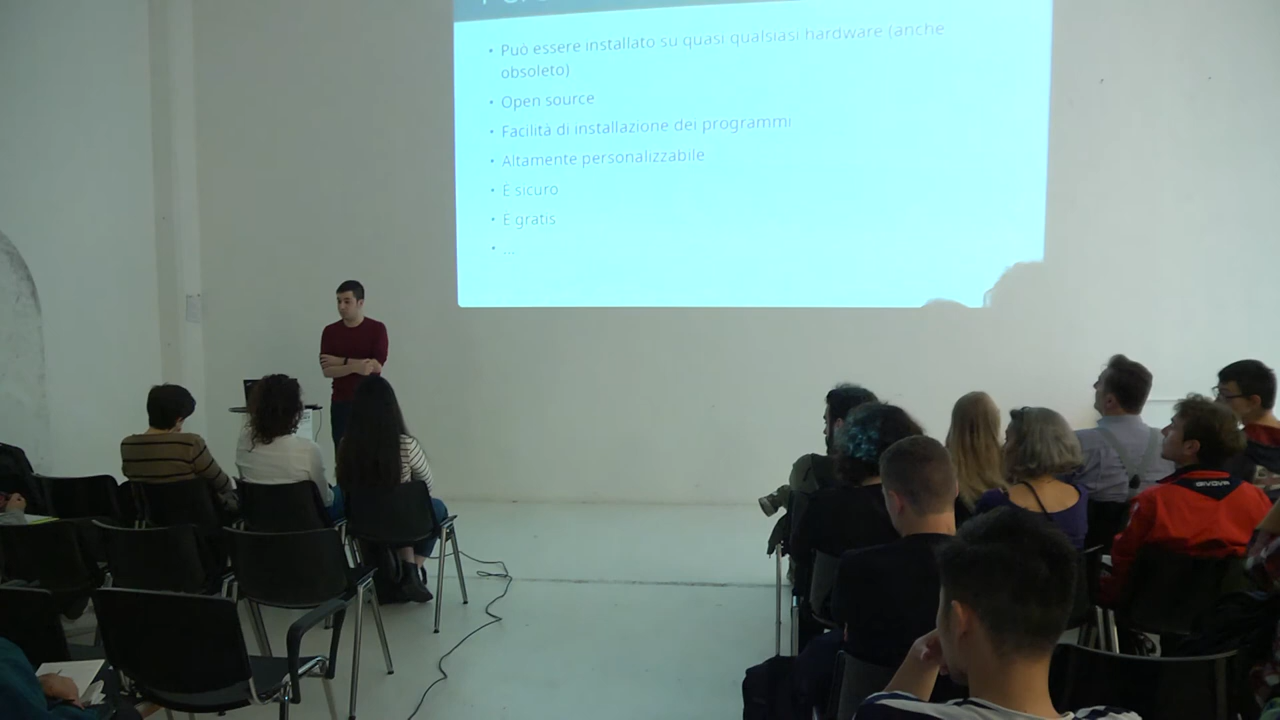 • Può essere installato su quasi qualsiasi hardware (anche
obsoleto)
• Open source
• Facilità di installazione dei programmi
• Altamente personalizzabile
• È sicuro
• È gratis
• ...
GIVOVA